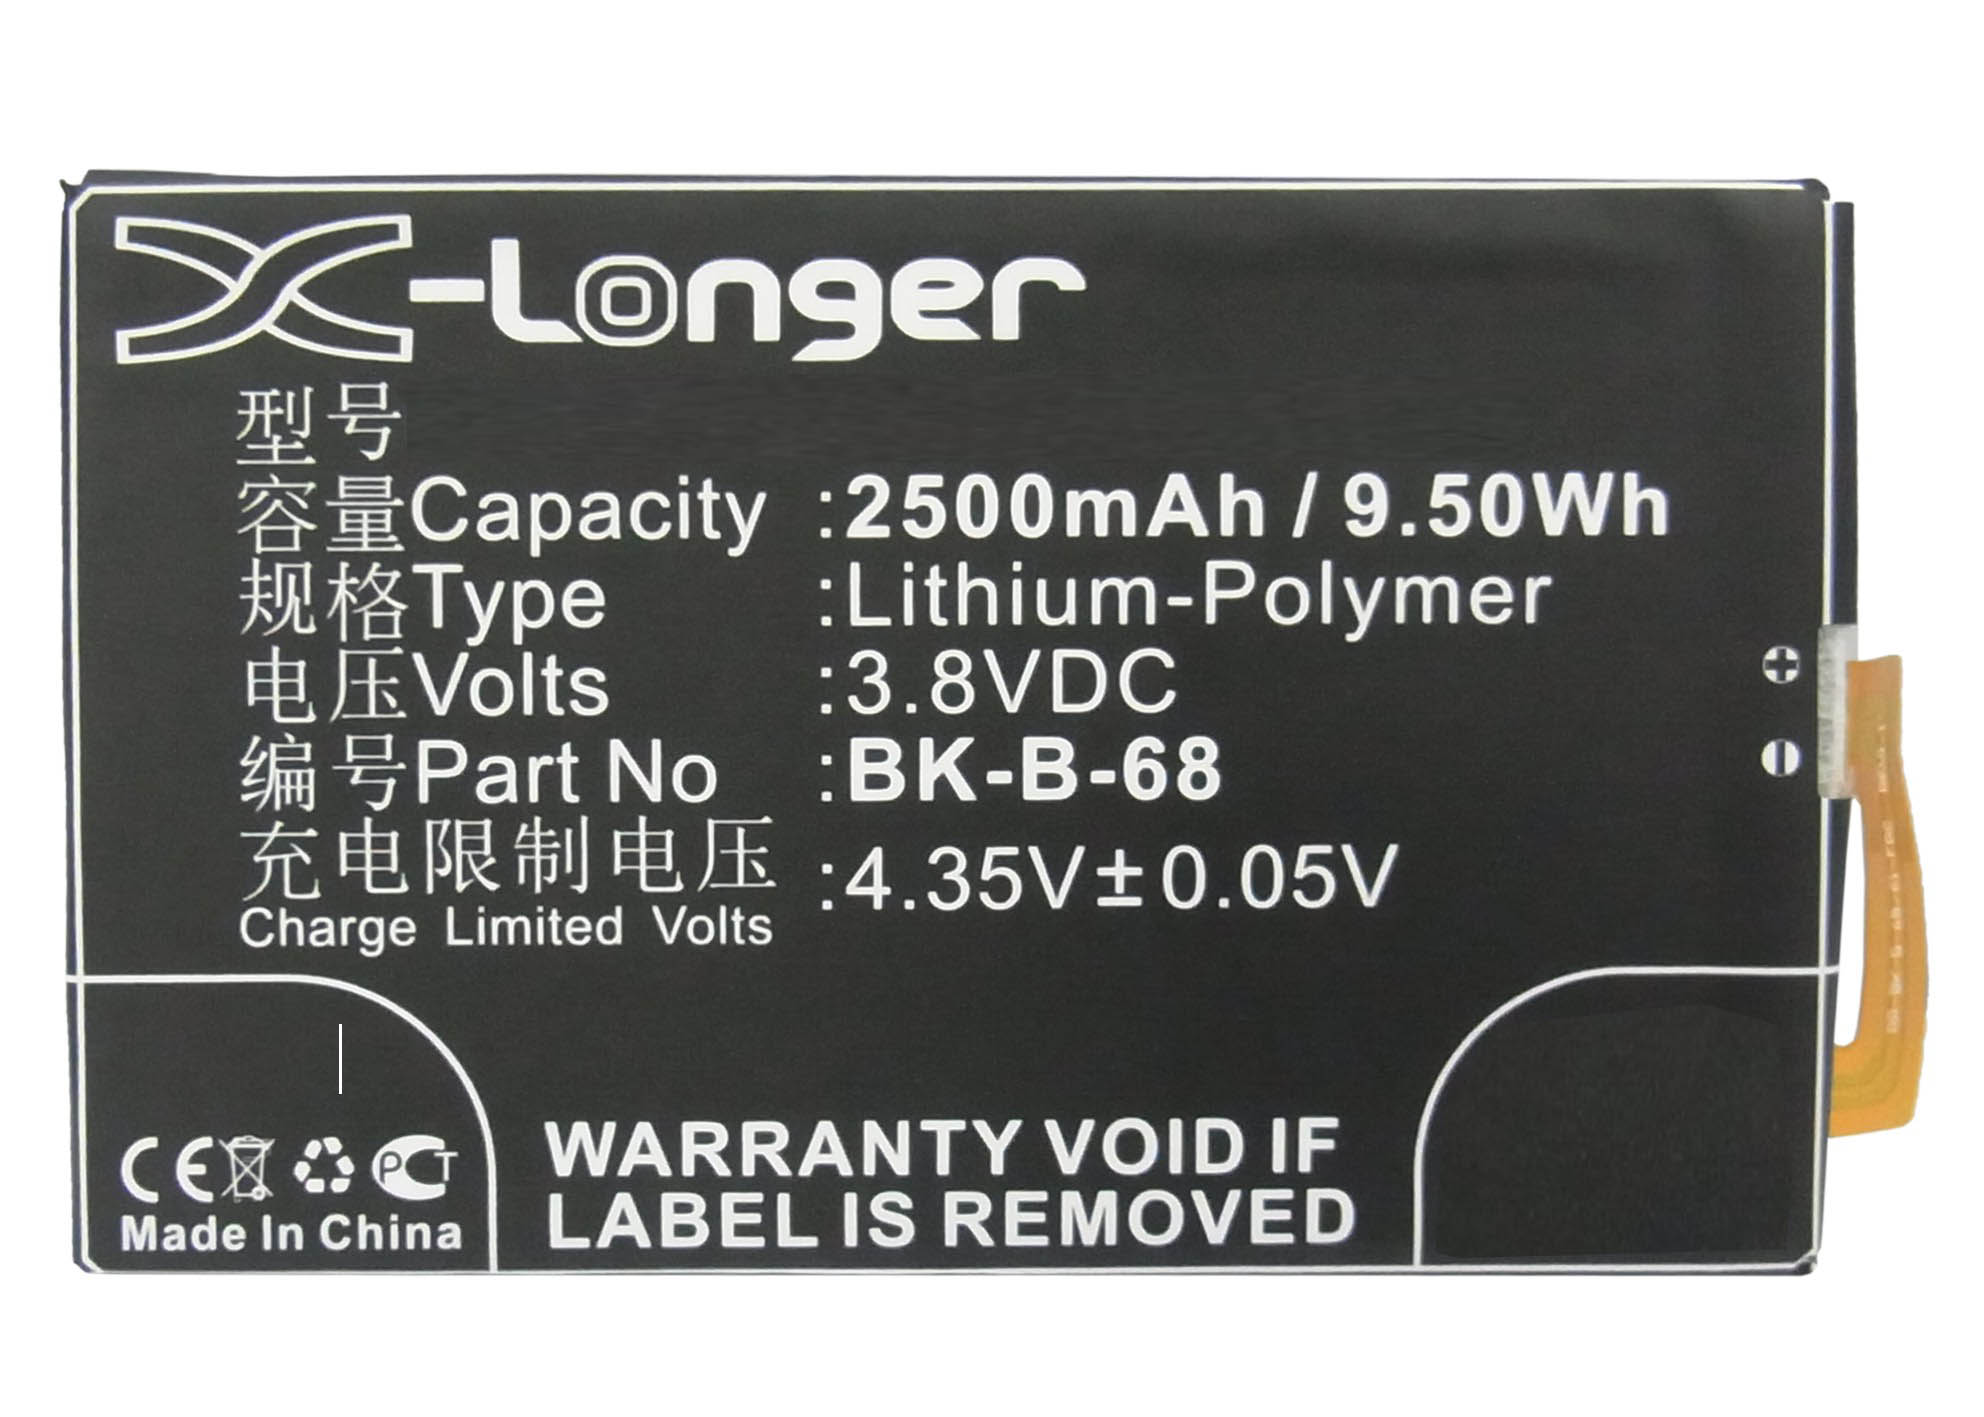 X-Longer
型号
容量Capacity :2500mAh / 9.50Wh
规格Type :Lithium-Polymer
电压Volts :3.8VDC
编号Part No :BK-B-68
充电限制电压 :4.35V±0.05V
Charge Limited Volts
CE PCT
Made In China
WARRANTY VOID IF
LABEL IS REMOVED